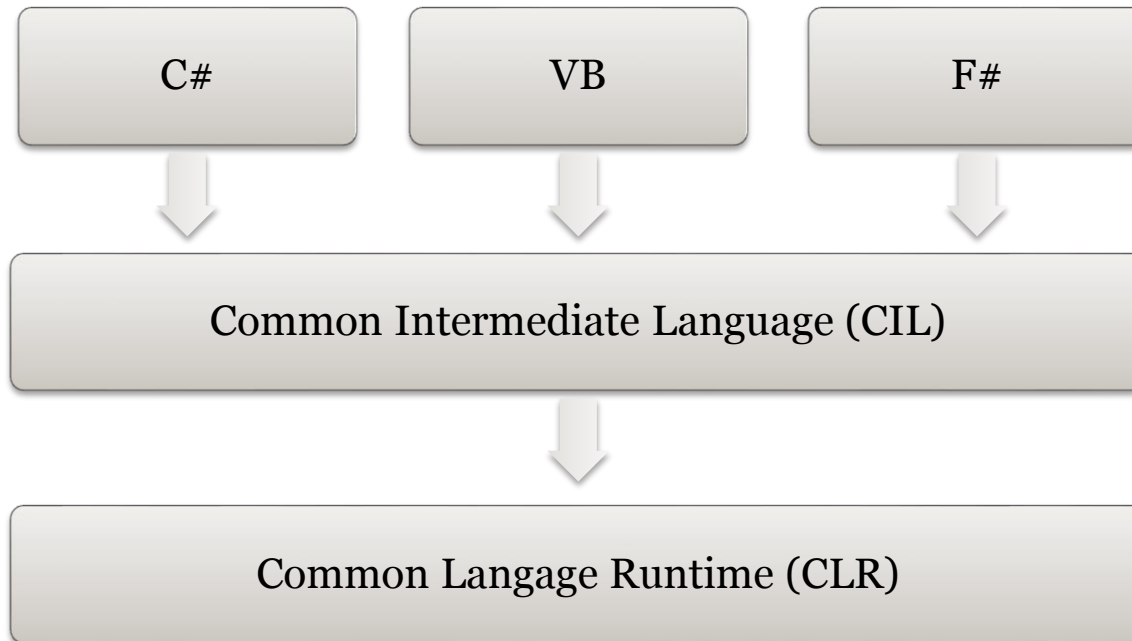 C#
VB
F#
Common Intermediate Language (CIL)
Common Langage Runtime (CLR)